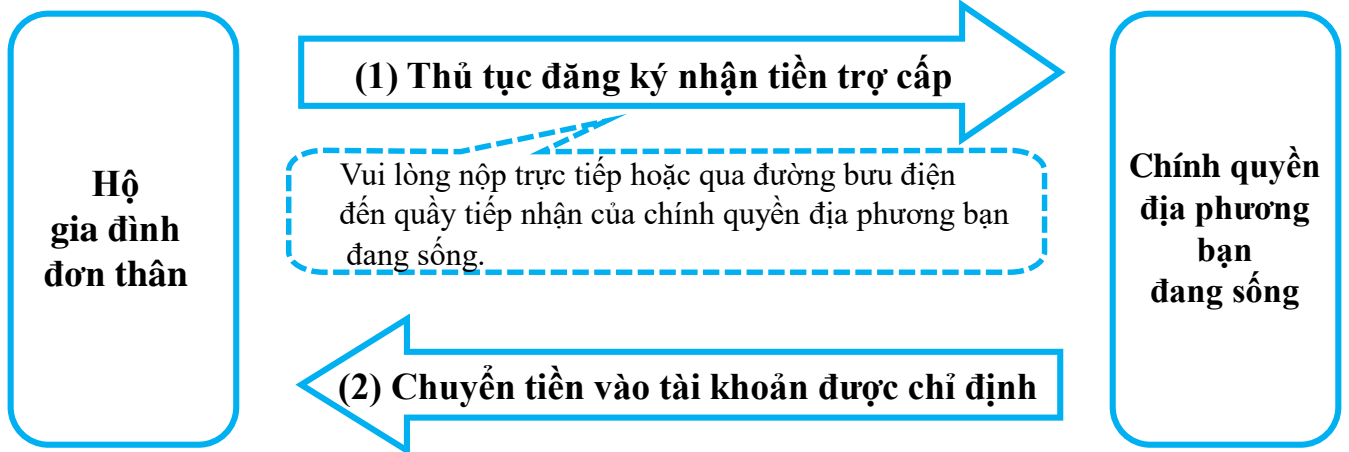 Hộ
gia đình
đơn thân
(1) Thủ tục đăng ký nhận tiền trợ cấp
Vui lòng nộp trực tiếp hoặc qua đường bưu điện
đến quầy tiếp nhận của chính quyền địa phương bạn
đang sống.
(2) Chuyển tiền vào tài khoản được chỉ định
Chính quyền
địa phương
bạn
đang sống